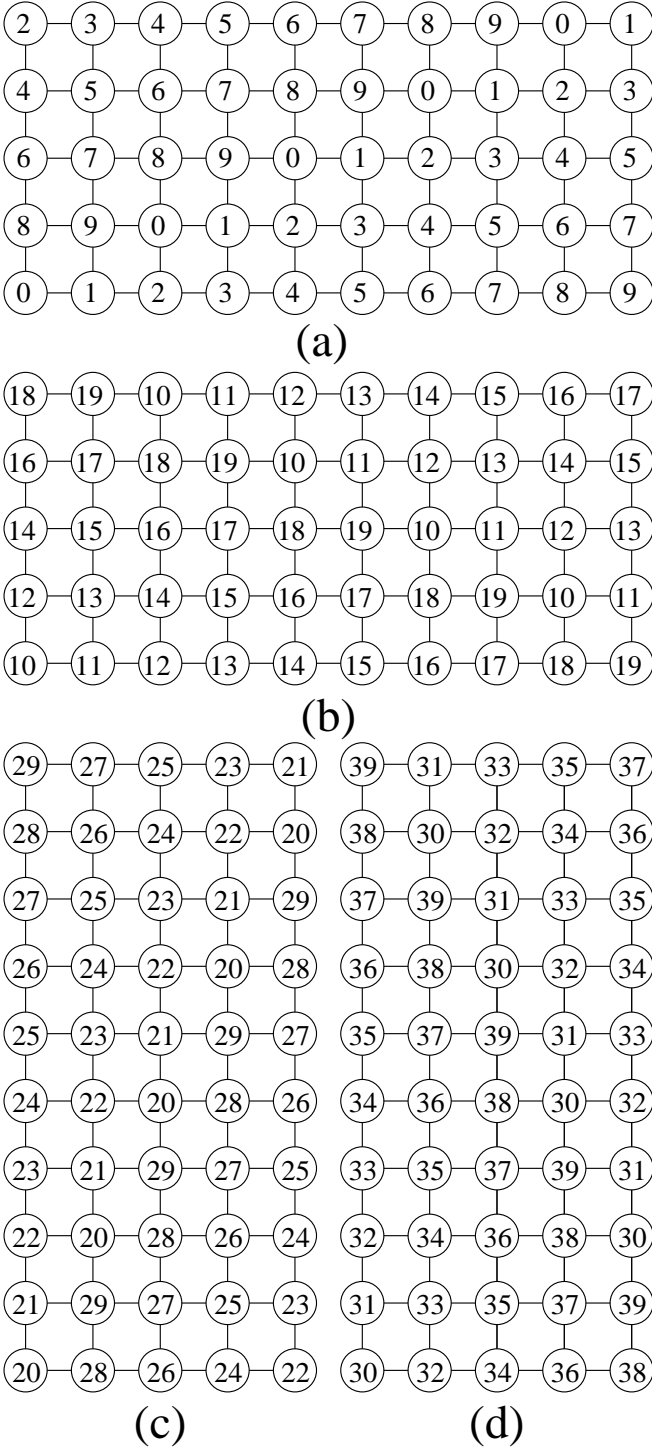 2 3 4 5 6 7 8 9 0 1
4 5 6 7 8 9 0 1 2 3
6 7 8 9 0 1 2 3 4 5
8 9 0 1 2 3 4 5 6 7
0 1 2 3 4 5 6 7 8 9
(a)
18 19 10 11 12 13 14 15 16 17
16 17 18 19 10 11 12 13 14 15
14 15 16 17 18 19 10 11 12 13
12 13 14 15 16 17 18 19 10 11
10 11 12 13 14 15 16 17 18 19
(b)
29 27 25 23 21 39 31 33 35 37
28 26 24 22 20 38 30 32 34 36
27 25 23 21 29 37 39 31 33 35
26 24 22 20 28 36 38 30 32 34
25 23 21 29 27 35 37 39 31 33
24 22 20 28 26 34 36 38 30 32
23 21 29 27 25 33 35 37 39 31
22 20 28 26 24 32 34 36 38 30
21 29 27 25 23 31 33 35 37 39
20 28 26 24 22 30 32 34 36 38
(c) (d)